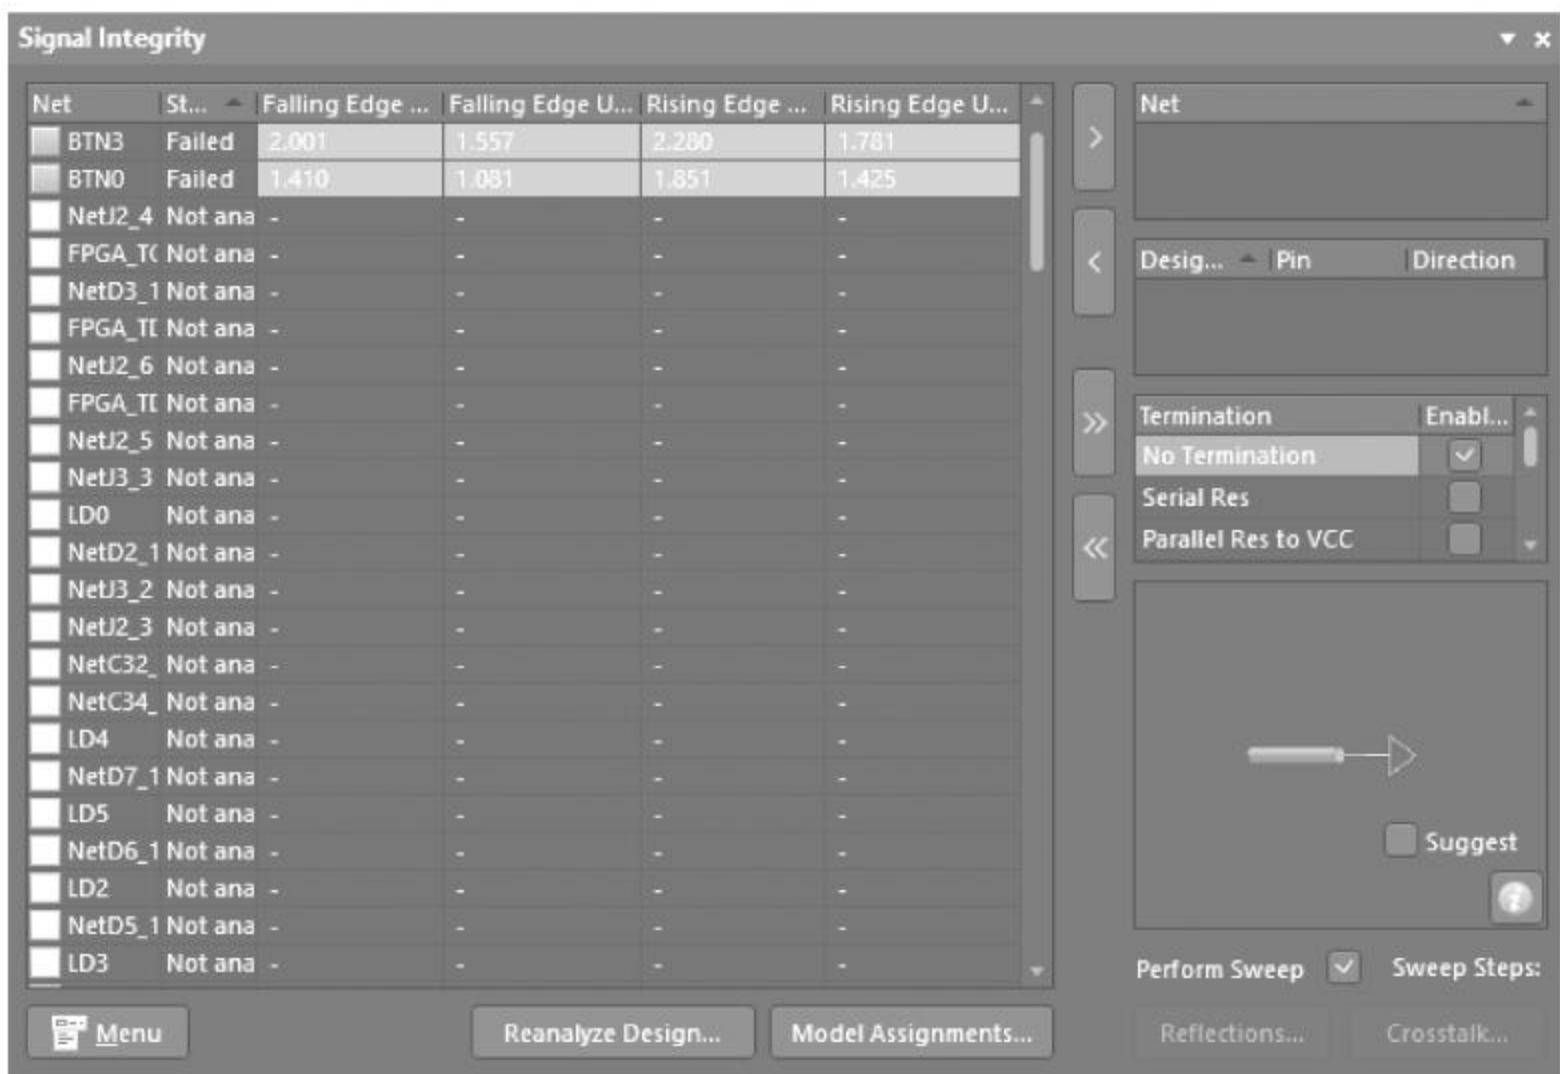 Signal Integrity
Net St... Falling Edge ... Falling Edge U... Rising Edge ... Rising Edge U...
BTN3 Failed 2.001 1.557 2.280 1.781
BTN0 Failed 1.410 1.081 1.851 1.425
NetJ2_4 Not ana - - - -
FPGA_TC Not ana - - - -
NetD3_1 Not ana - - - -
FPGA_TI Not ana - - - -
NetJ2_6 Not ana - - - -
FPGA_TI Not ana - - - -
NetJ2_5 Not ana - - - -
NetJ3_3 Not ana - - - -
LD0 Not ana - - - -
NetD2_1 Not ana - - - -
NetJ3_2 Not ana - - - -
NetJ2_3 Not ana - - - -
NetC32_ Not ana - - - -
NetC34_ Not ana - - - -
LD4 Not ana - - - -
NetD7_1 Not ana - - - -
LD5 Not ana - - - -
NetD6_1 Not ana - - - -
LD2 Not ana - - - -
NetD5_1 Not ana - - - -
LD3 Not ana - - - -
Menu Reanalyze Design... Model Assignments...
> < >> <<
Net
Desig... Pin Direction
Termination Enabl...
No Termination
Serial Res
Parallel Res to VCC
Suggest
Perform Sweep Sweep Steps:
Reflections... Crosstalk...